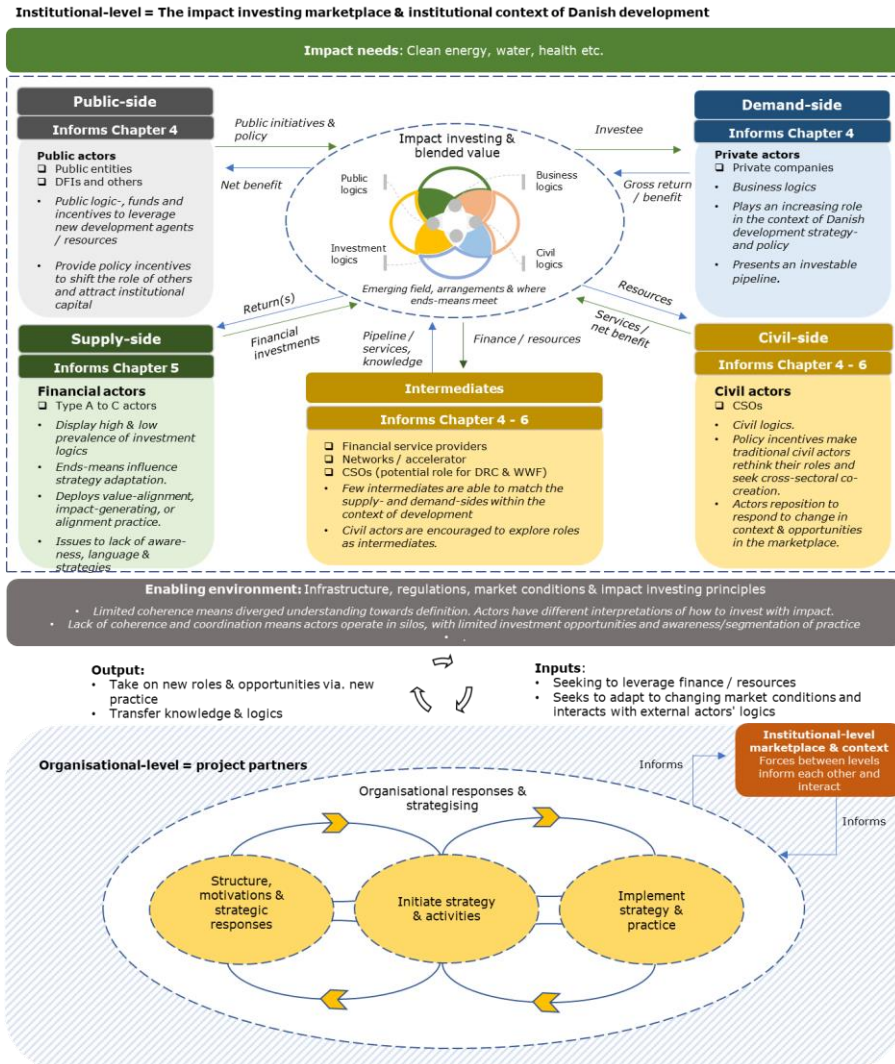 Institutional-level = The impact investing marketplace & institutional context of Danish development
Impact needs: Clean energy, water, health etc.
Public-side
Informs Chapter 4
Public actors
❑ Public entities
❑ DFIs and others
• Public logic-, funds and
incentives to leverage
new development agents
/ resources
• Provide policy incentives
to shift the role of others
and attract institutional
capital
Public initiatives &
policy
Net benefit
Impact investing &
blended value
Public
logics
Business
logics
Investment
logics
Civil
logics
Emerging field, arrangements & where
ends-means meet
Investee
Gross return
/ benefit
Demand-side
Informs Chapter 4
Private actors
❑ Private companies
• Business logics
• Plays an increasing role
in the context of Danish
development strategy-
and policy
• Presents an investable
pipeline.
Return(s)
Financial
investments
Pipeline /
services,
knowledge
Finance / resources
Resources
Services /
net benefit
Supply-side
Informs Chapter 5
Financial actors
❑ Type A to C actors
• Display high & low
prevalence of investment
logics
• Ends-means influence
strategy adaptation.
• Deploys value-alignment,
impact-generating, or
alignment practice.
• Issues to lack of aware-
ness, language &
strategies
Intermediates
Informs Chapter 4 - 6
❑ Financial service providers
❑ Networks / accelerator
❑ CSOs (potential role for DRC & WWF)
• Few intermediates are able to match the
supply- and demand-sides within the
context of development
• Civil actors are encouraged to explore roles
as intermediates.
Civil-side
Informs Chapter 4 - 6
Civil actors
❑ CSOs
• Civil logics.
• Policy incentives make
traditional civil actors
rethink their roles and
seek cross-sectoral co-
creation.
• Actors reposition to
respond to change in
context & opportunities
in the marketplace.
Enabling environment: Infrastructure, regulations, market conditions & impact investing principles
• Limited coherence means diverged understanding towards definition. Actors have different interpretations of how to invest with impact.
• Lack of coherence and coordination means actors operate in silos, with limited investment opportunities and awareness/segmentation of practice
• .
Output:
• Take on new roles & opportunities via. new
practice
• Transfer knowledge & logics
Inputs:
• Seeking to leverage finance / resources
• Seeks to adapt to changing market conditions and
interacts with external actors' logics
Organisational-level = project partners
Informs
Institutional-level
marketplace & context
Forces between levels
inform each other and
interact
Informs
Organisational responses &
strategising
Structure,
motivations &
strategic
responses
Initiate strategy
& activities
Implement
strategy &
practice